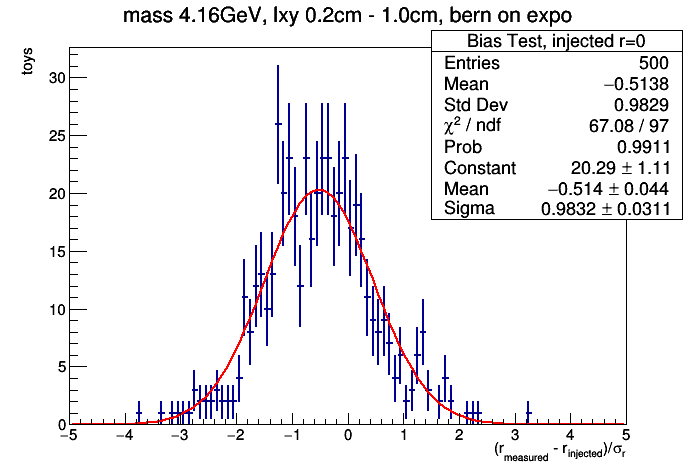 mass 4.16GeV, lxy 0.2cm - 1.0cm, bern on expo
Bias Test, injected r=0
Entries 500
Mean −0.5138
Std Dev 0.9829
χ² / ndf 67.08 / 97
Prob 0.9911
Constant 20.29 ± 1.11
Mean −0.514 ± 0.044
Sigma 0.9832 ± 0.0311
toys
30
25
20
15
10
5
0
−5 −4 −3 −2 −1 0 1 2 3 4 5
(r_measured - r_injected)/σ_r